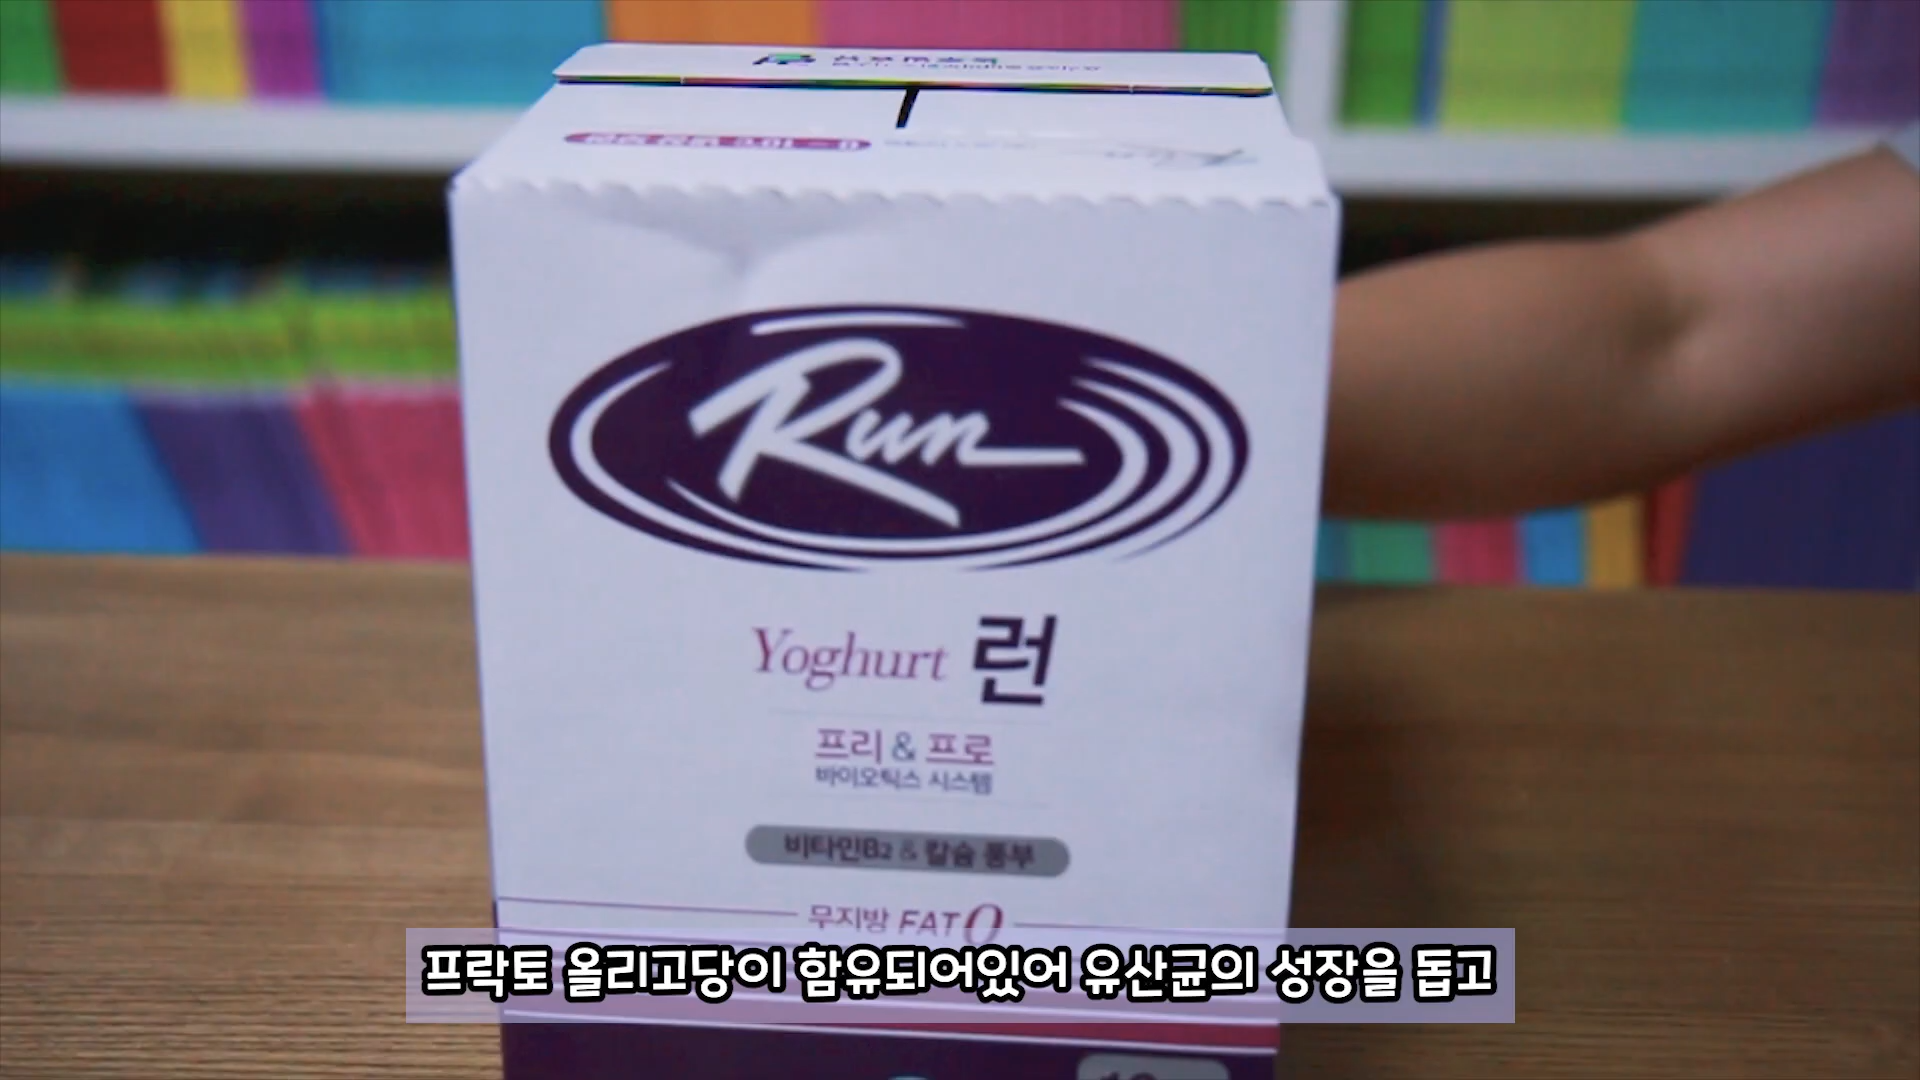 Run
Yoghurt 런
프리 & 프로
바이오틱스 시스템
비타민B2 & 칼슘 풍부
무지방 FAT 0
프락토 올리고당이 함유되어있어 유산균의 성장을 돕고